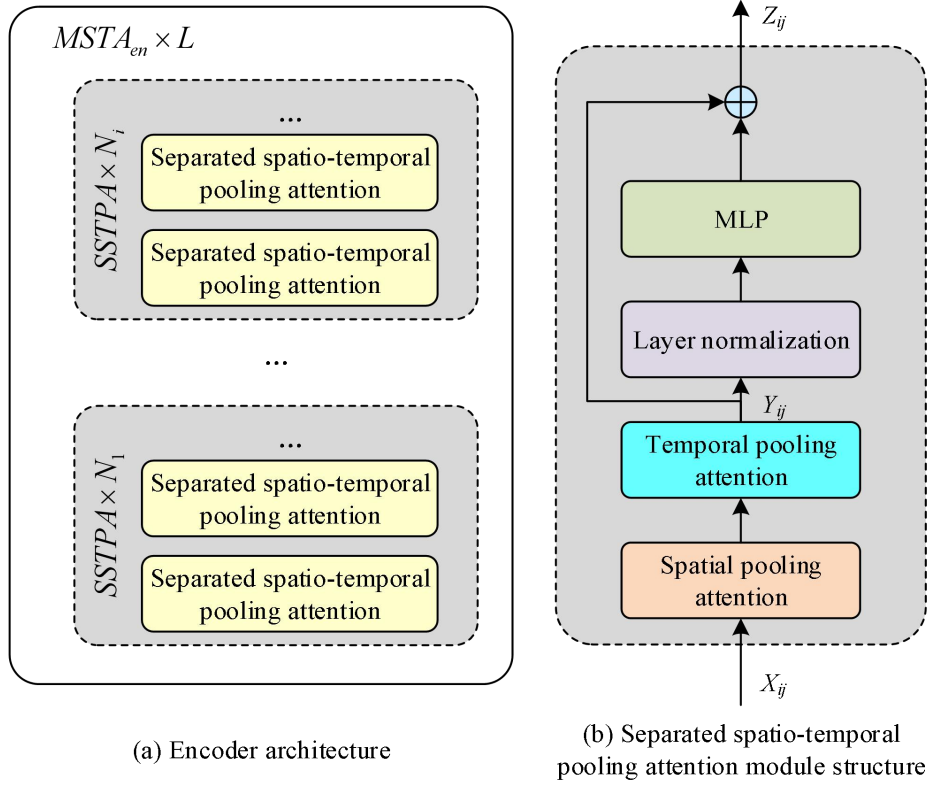 MSTA_en × L
...
Separated spatio-temporal
pooling attention
Separated spatio-temporal
pooling attention
SSTPA × N_i
...
...
Separated spatio-temporal
pooling attention
Separated spatio-temporal
pooling attention
SSTPA × N_1
(a) Encoder architecture
Z_ij
MLP
Layer normalization
Y_ij
Temporal pooling
attention
Spatial pooling
attention
X_ij
(b) Separated spatio-temporal
pooling attention module structure